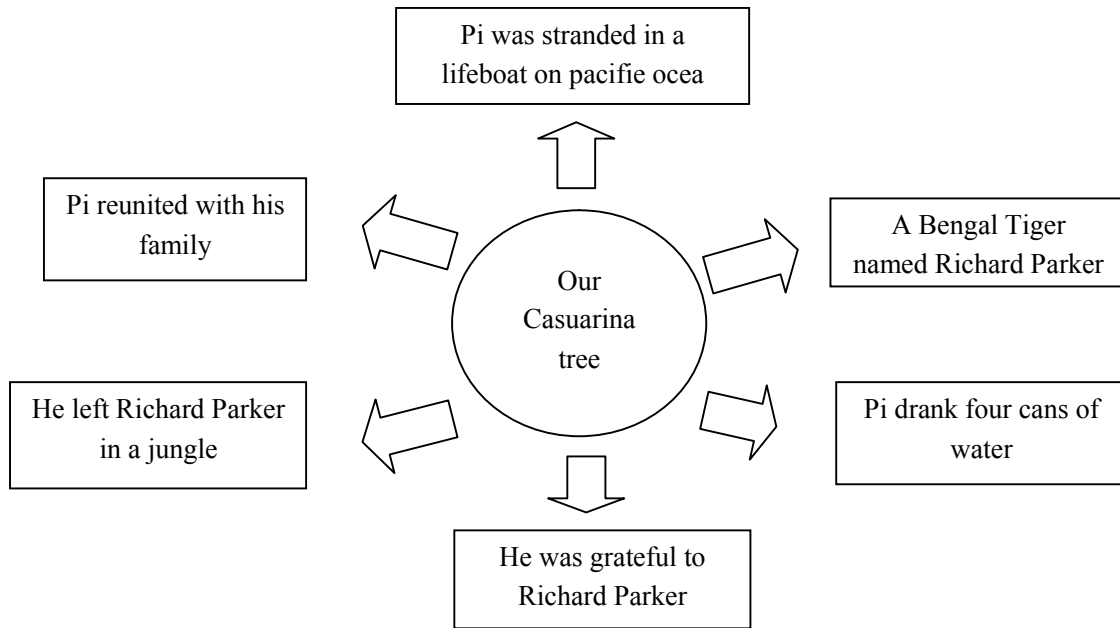 Pi was stranded in a
lifeboat on pacifie ocea
Pi reunited with his
family
A Bengal Tiger
named Richard Parker
Our
Casuarina
tree
He left Richard Parker
in a jungle
Pi drank four cans of
water
He was grateful to
Richard Parker